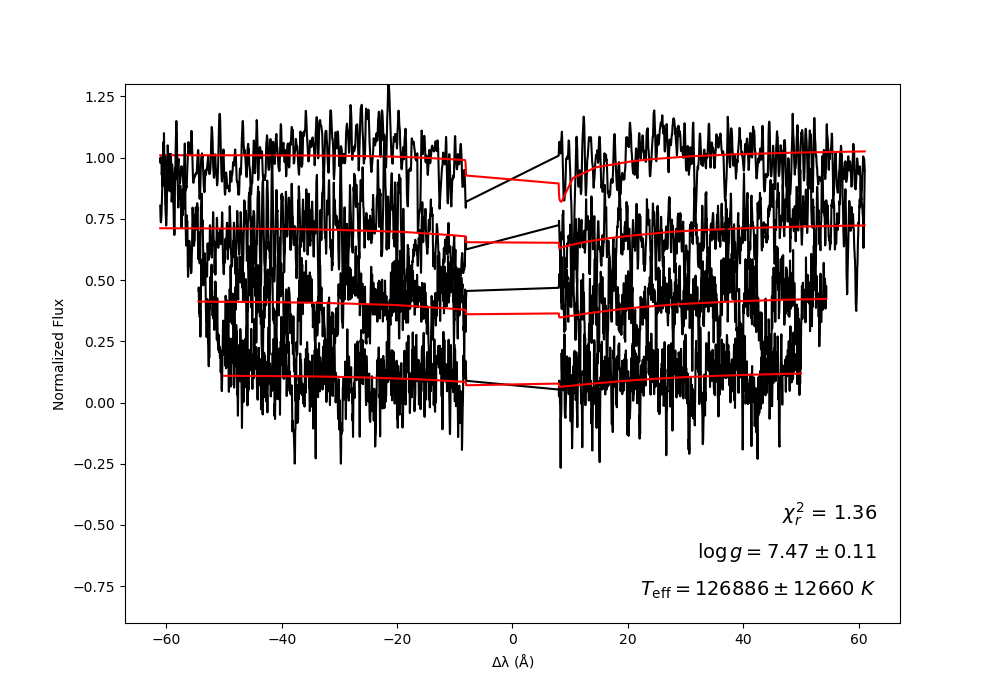 1.25
1.00
0.75
0.50
0.25
0.00
−0.25
−0.50
−0.75
Normalized Flux
χ²ᵣ = 1.36
log g = 7.47 ± 0.11
T_eff = 126886 ± 12660 K
−60 −40 −20 0 20 40 60
Δλ (Å)